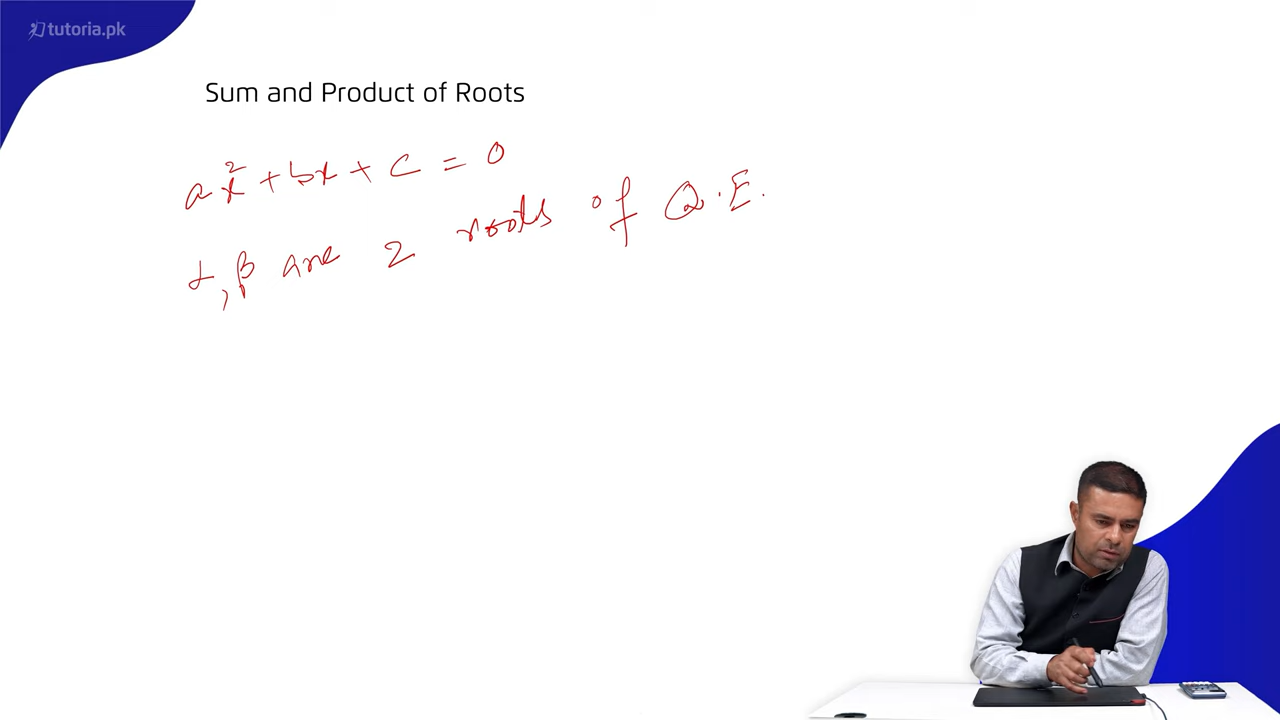 tutoria.pk
Sum and Product of Roots
ax² + bx + c = 0
α, β are 2 roots of Q.E.